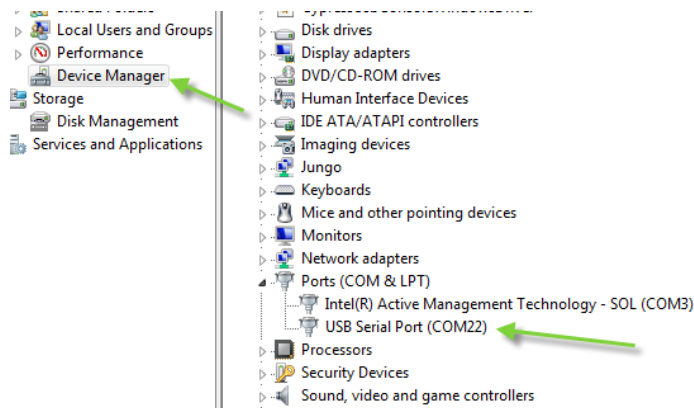 Local Users and Groups
Performance
Device Manager
Storage
Disk Management
Services and Applications
Disk drives
Display adapters
DVD/CD-ROM drives
Human Interface Devices
IDE ATA/ATAPI controllers
Imaging devices
Jungo
Keyboards
Mice and other pointing devices
Monitors
Network adapters
Ports (COM & LPT)
Intel(R) Active Management Technology - SOL (COM3)
USB Serial Port (COM22)
Processors
Security Devices
Sound, video and game controllers